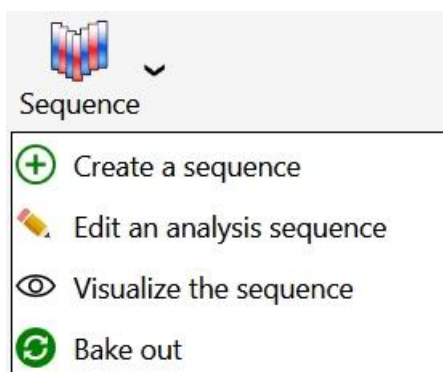 Sequence
Create a sequence
Edit an analysis sequence
Visualize the sequence
Bake out